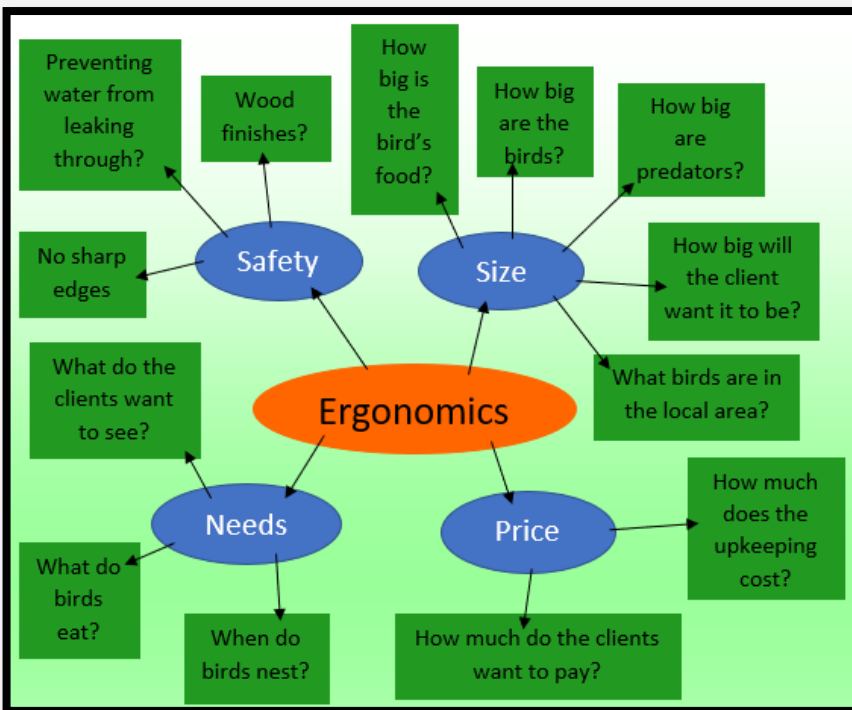 Preventing
water from
leaking
through?
Wood
finishes?
How
big is
the
bird's
food?
How big
are the
birds?
How big
are
predators?
No sharp
edges
Safety
Size
How big will
the client
want it to be?
What do the
clients want
to see?
Ergonomics
What birds are in
the local area?
Needs
Price
How much
does the
upkeeping
cost?
What do
birds
eat?
When do
birds nest?
How much do the clients
want to pay?